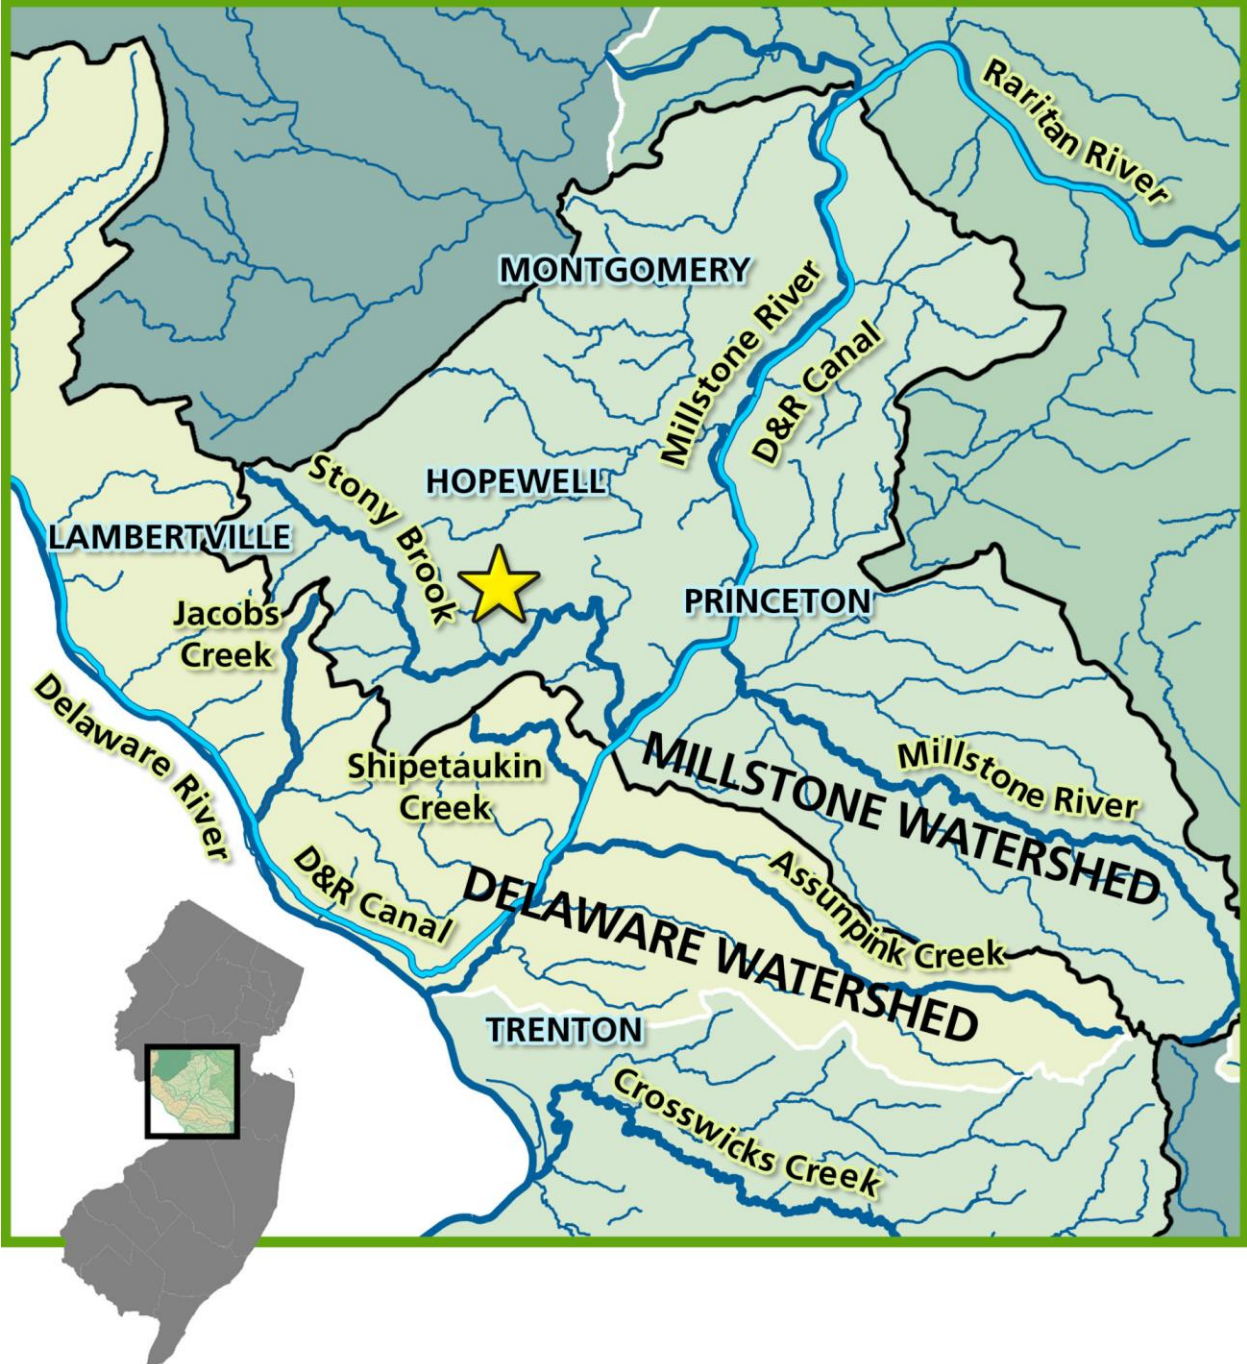 Raritan River
MONTGOMERY
Millstone River
D&R Canal
Stony Brook
HOPEWELL
LAMBERTVILLE
Jacobs
Creek
PRINCETON
Delaware River
Shipetaukin
Creek
MILLSTONE WATERSHED
Millstone River
D&R Canal
DELAWARE WATERSHED
Assunpink Creek
TRENTON
Crosswicks Creek